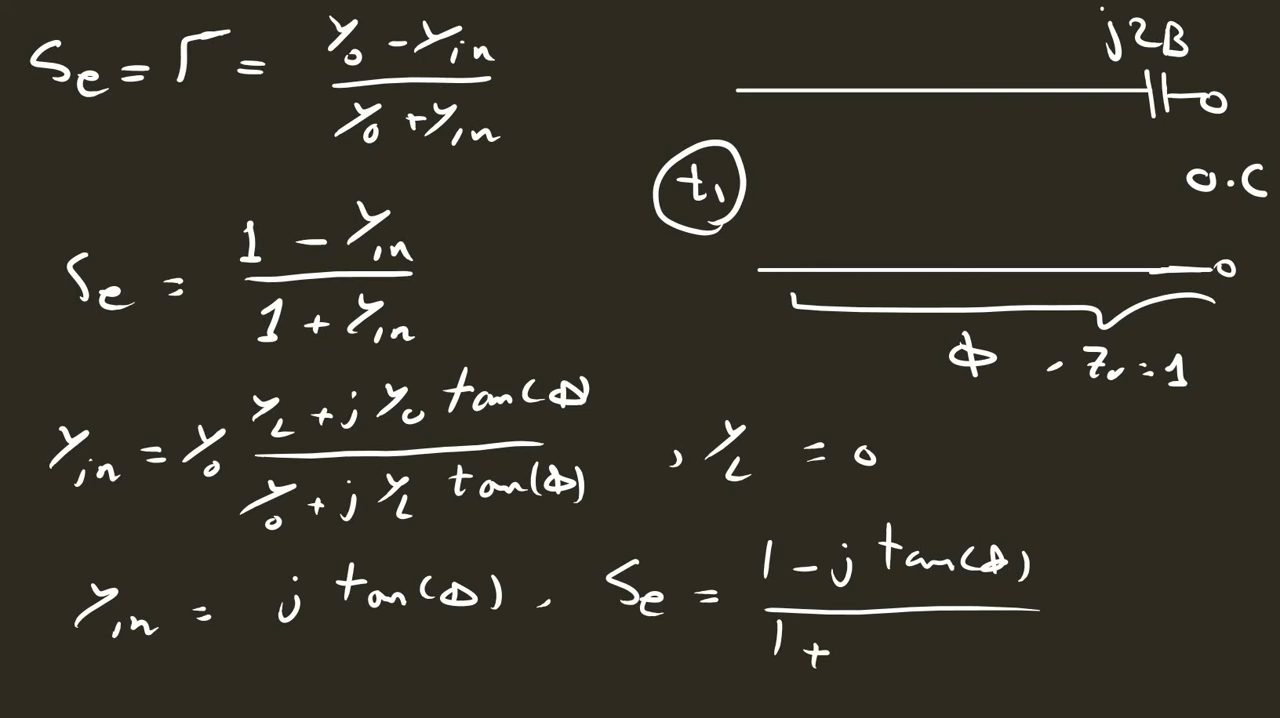 Se = Γ = Y0 - Yin / Y0 + Yin
j2B
t1
O.C
Se = 1 - Yin / 1 + Yin
Φ, Z0 = 1
Yin = Y0 YL + j Y0 tan(Φ) / Y0 + j YL tan(Φ) , YL = 0
Yin = j tan(Φ), Se = 1 - j tan(Φ) / 1 +